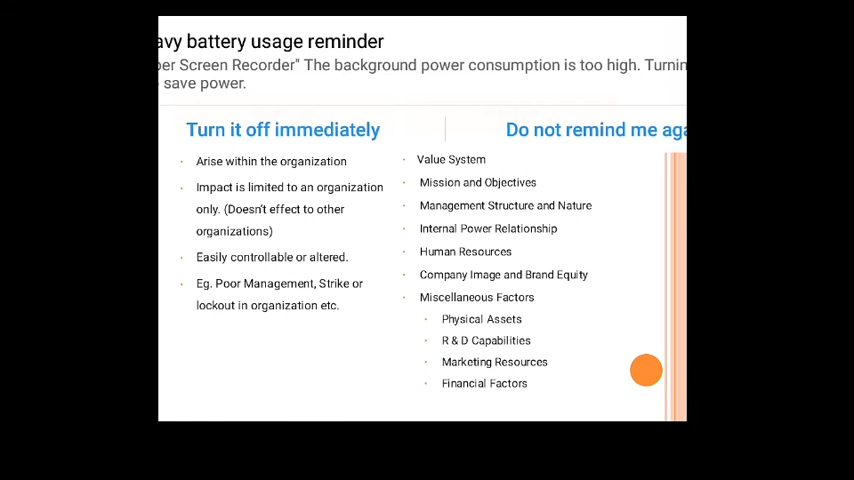 battery usage reminder
Screen Recorder" The background power consumption is too high.
save power.
Turn it off immediately
Do not remind me
· Arise within the organization
· Impact is limited to an organization
only. (Doesn't effect to other
organizations)
· Easily controllable or altered.
· Eg. Poor Management, Strike or
lockout in organization etc.
· Value System
· Mission and Objectives
· Management Structure and Nature
· Internal Power Relationship
· Human Resources
· Company Image and Brand Equity
· Miscellaneous Factors
· Physical Assets
· R & D Capabilities
· Marketing Resources
· Financial Factors